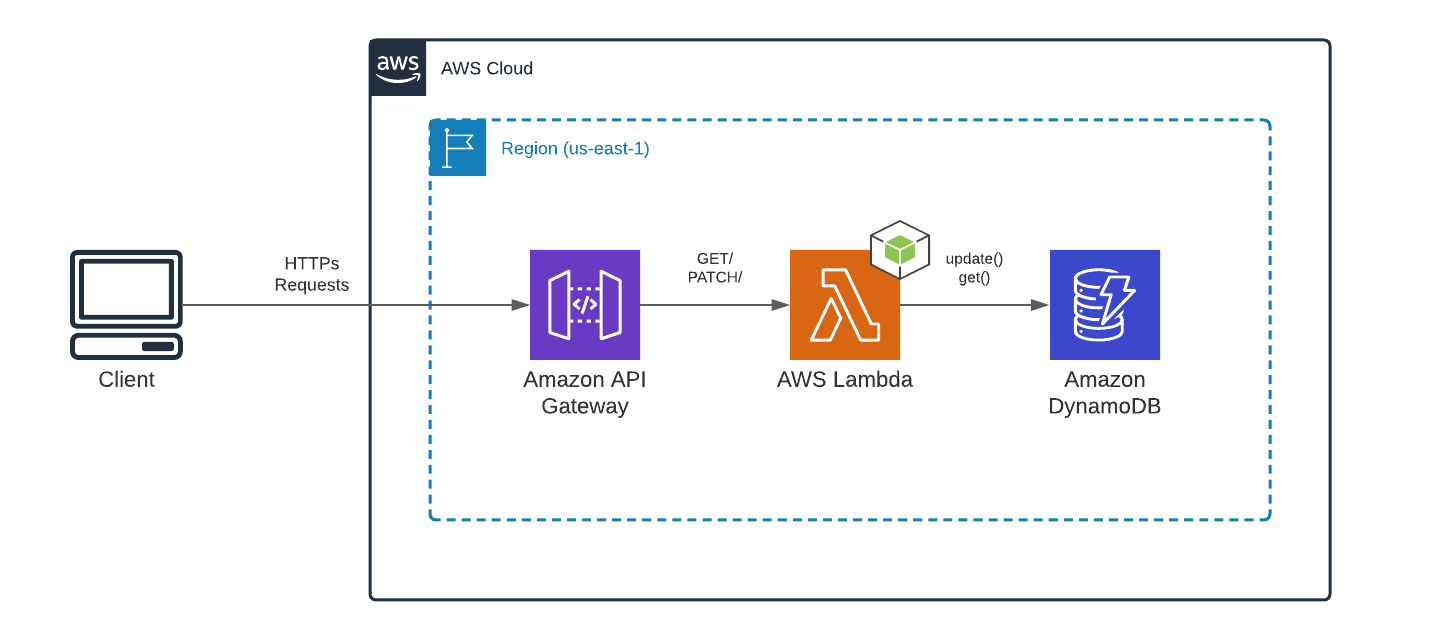 aws
AWS Cloud
Region (us-east-1)
HTTPs
Requests
GET/
PATCH/
update()
get()
</>
Client
Amazon API
Gateway
AWS Lambda
Amazon
DynamoDB